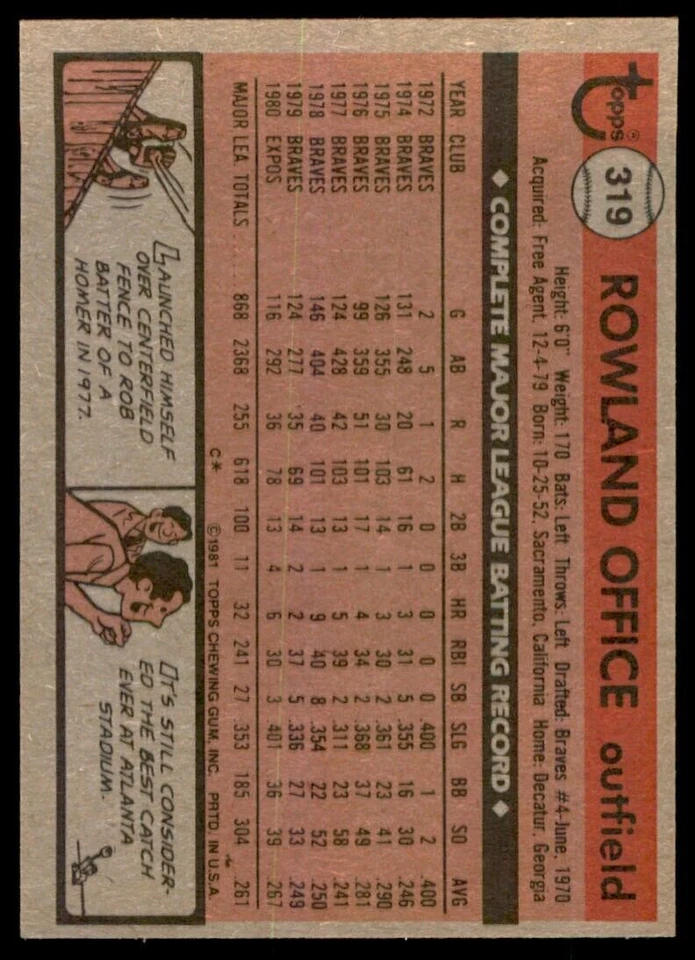 topps®
319
ROWLAND OFFICE outfield
Height: 6'0" Weight: 170 Bats: Left Throws: Left Drafted: Braves #4-June, 1970
Acquired: Free Agent, 12-4-79 Born: 10-25-52, Sacramento, California Home: Decatur, Georgia
◆ COMPLETE MAJOR LEAGUE BATTING RECORD ◆
YEAR CLUB G AB R H 2B 3B HR RBI SB SLG BB SO AVG
1972 BRAVES 2 5 1 2 0 0 0 0 0 .400 1 2 .400
1974 BRAVES 131 248 20 61 16 1 3 31 5 .355 16 30 .246
1975 BRAVES 126 355 30 103 14 1 3 30 2 .361 23 41 .290
1976 BRAVES 99 359 51 101 17 1 4 34 2 .368 37 49 .281
1977 BRAVES 124 428 42 103 13 1 5 39 2 .311 23 58 .241
1978 BRAVES 146 404 40 101 13 1 9 40 8 .354 22 52 .250
1979 BRAVES 124 277 35 69 14 2 2 37 5 .336 27 33 .249
1980 EXPOS 116 292 36 78 13 4 6 30 3 .401 36 39 .267
MAJOR LEA. TOTALS ..... 868 2368 255 618 100 11 32 241 27 .353 185 304 .261
C* ©1981 TOPPS CHEWING GUM, INC. PRTD. IN U.S.A.
LAUNCHED HIMSELF
OVER CENTERFIELD
FENCE TO ROB
BATTER OF A
HOMER IN 1977.
IT'S STILL CONSIDER-
ED THE BEST CATCH
EVER AT ATLANTA
STADIUM.